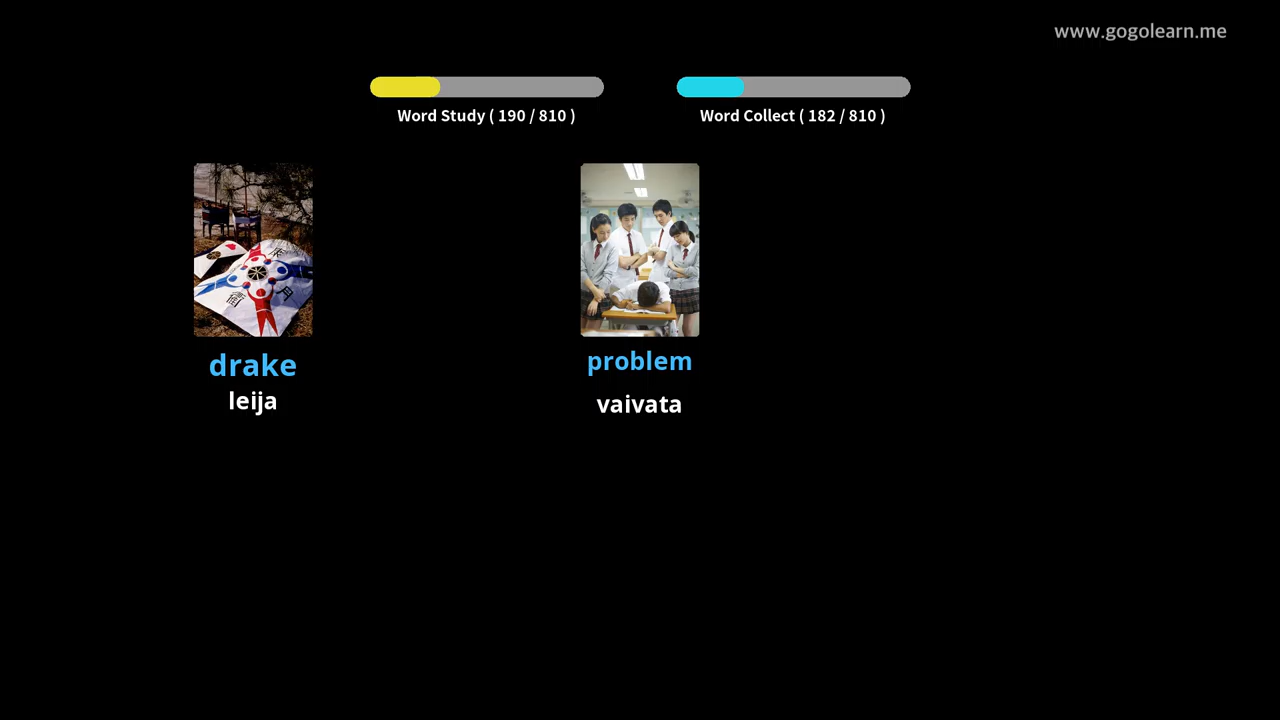 www.gogolearn.me
Word Study ( 190 / 810 )
Word Collect ( 182 / 810 )
drake
leija
problem
vaivata